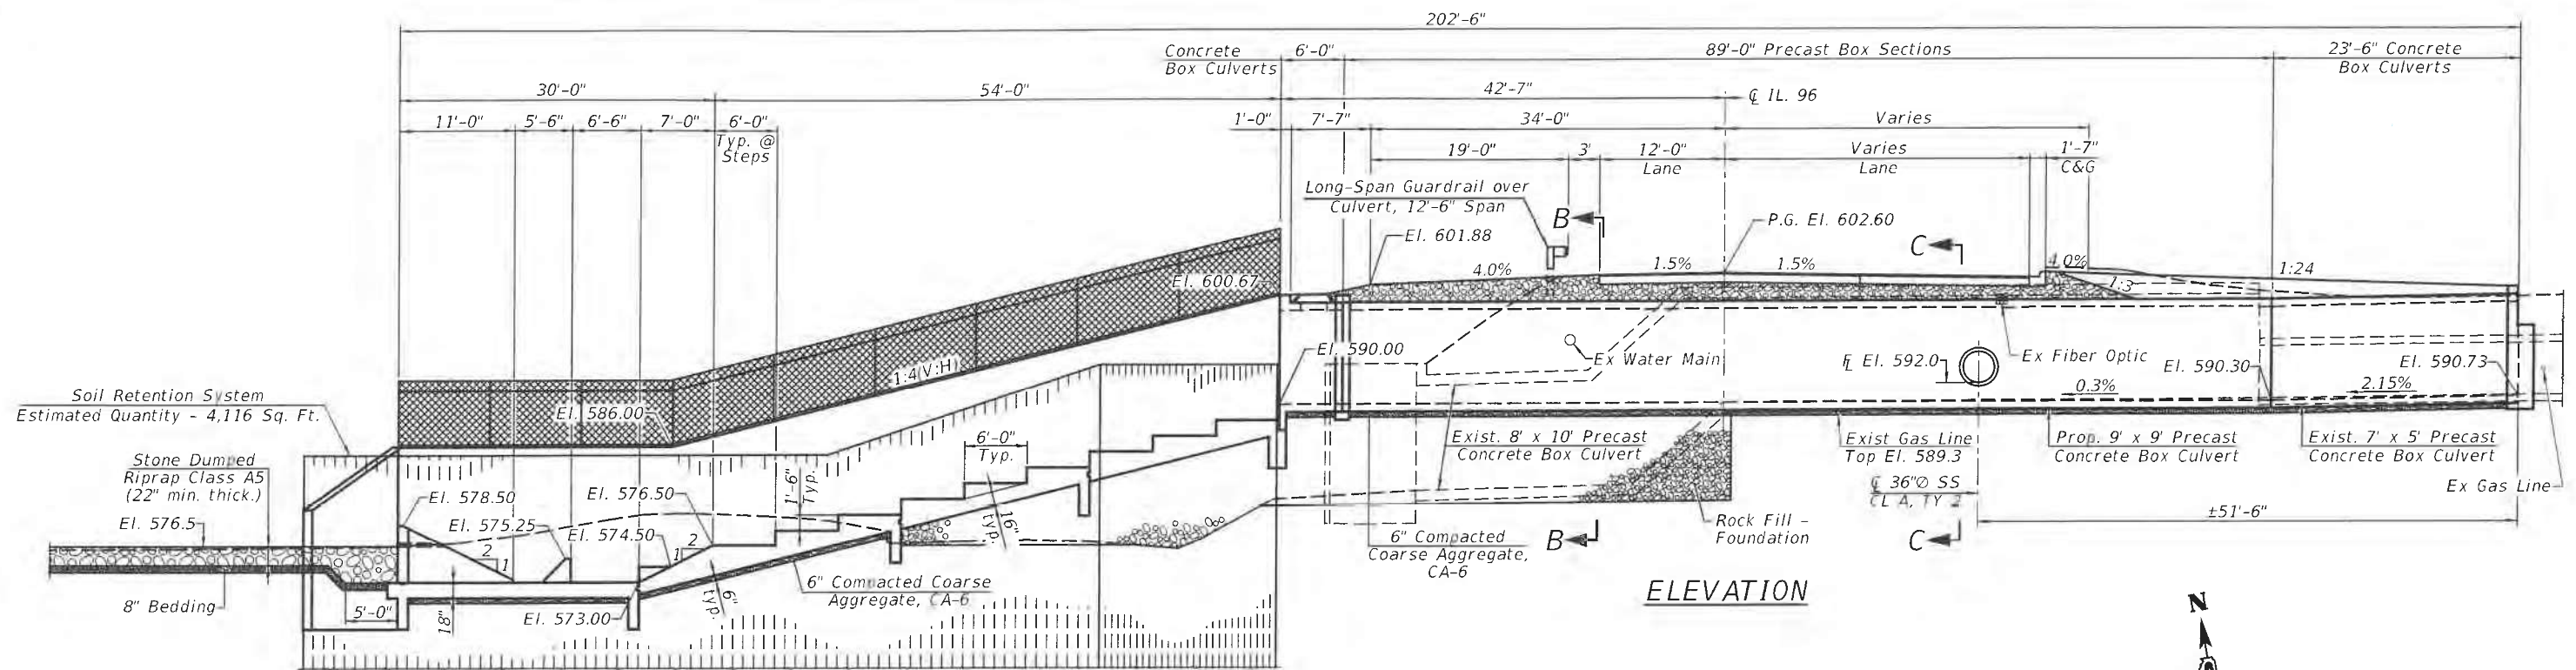 202'-6"
Concrete
Box Culverts
6'-0"
89'-0" Precast Box Sections
23'-6" Concrete
Box Culverts
30'-0"
54'-0"
42'-7"
℄ IL. 96
11'-0"
5'-6"
6'-6"
7'-0"
6'-0"
Typ. @
Steps
1'-0"
7'-7"
34'-0"
Varies
19'-0"
3'
12'-0"
Lane
Varies
Lane
1'-7"
C&G
Long-Span Guardrail over
Culvert, 12'-6" Span
B
P.G. El. 602.60
El. 601.88
C
4.0%
1.5%
1.5%
4.0%
1:3
1:24
El. 600.67
1:4(V:H)
El. 590.00
Ex Water Main
El. 592.0
Ex Fiber Optic
El. 590.30
El. 590.73
0.3%
2.15%
Soil Retention System
Estimated Quantity - 4,116 Sq. Ft.
El. 586.00
Stone Dumped
Riprap Class A5
(22" min. thick.)
El. 576.5
El. 578.50
El. 575.25
El. 576.50
El. 574.50
2
1
2
1
1'-6"
Typ.
6'-0"
Typ.
16"
typ.
Exist. 8' x 10' Precast
Concrete Box Culvert
Exist Gas Line
Top El. 589.3
Prop. 9' x 9' Precast
Concrete Box Culvert
Exist. 7' x 5' Precast
Concrete Box Culvert
Ex Gas Line
℄ 36"∅ SS
CL A, TY 2
±51'-6"
Rock Fill -
Foundation
B
C
6" Compacted
Coarse Aggregate,
CA-6
8" Bedding
5'-0"
18"
El. 573.00
6"
typ.
6" Compacted Coarse
Aggregate, CA-6
ELEVATION
N